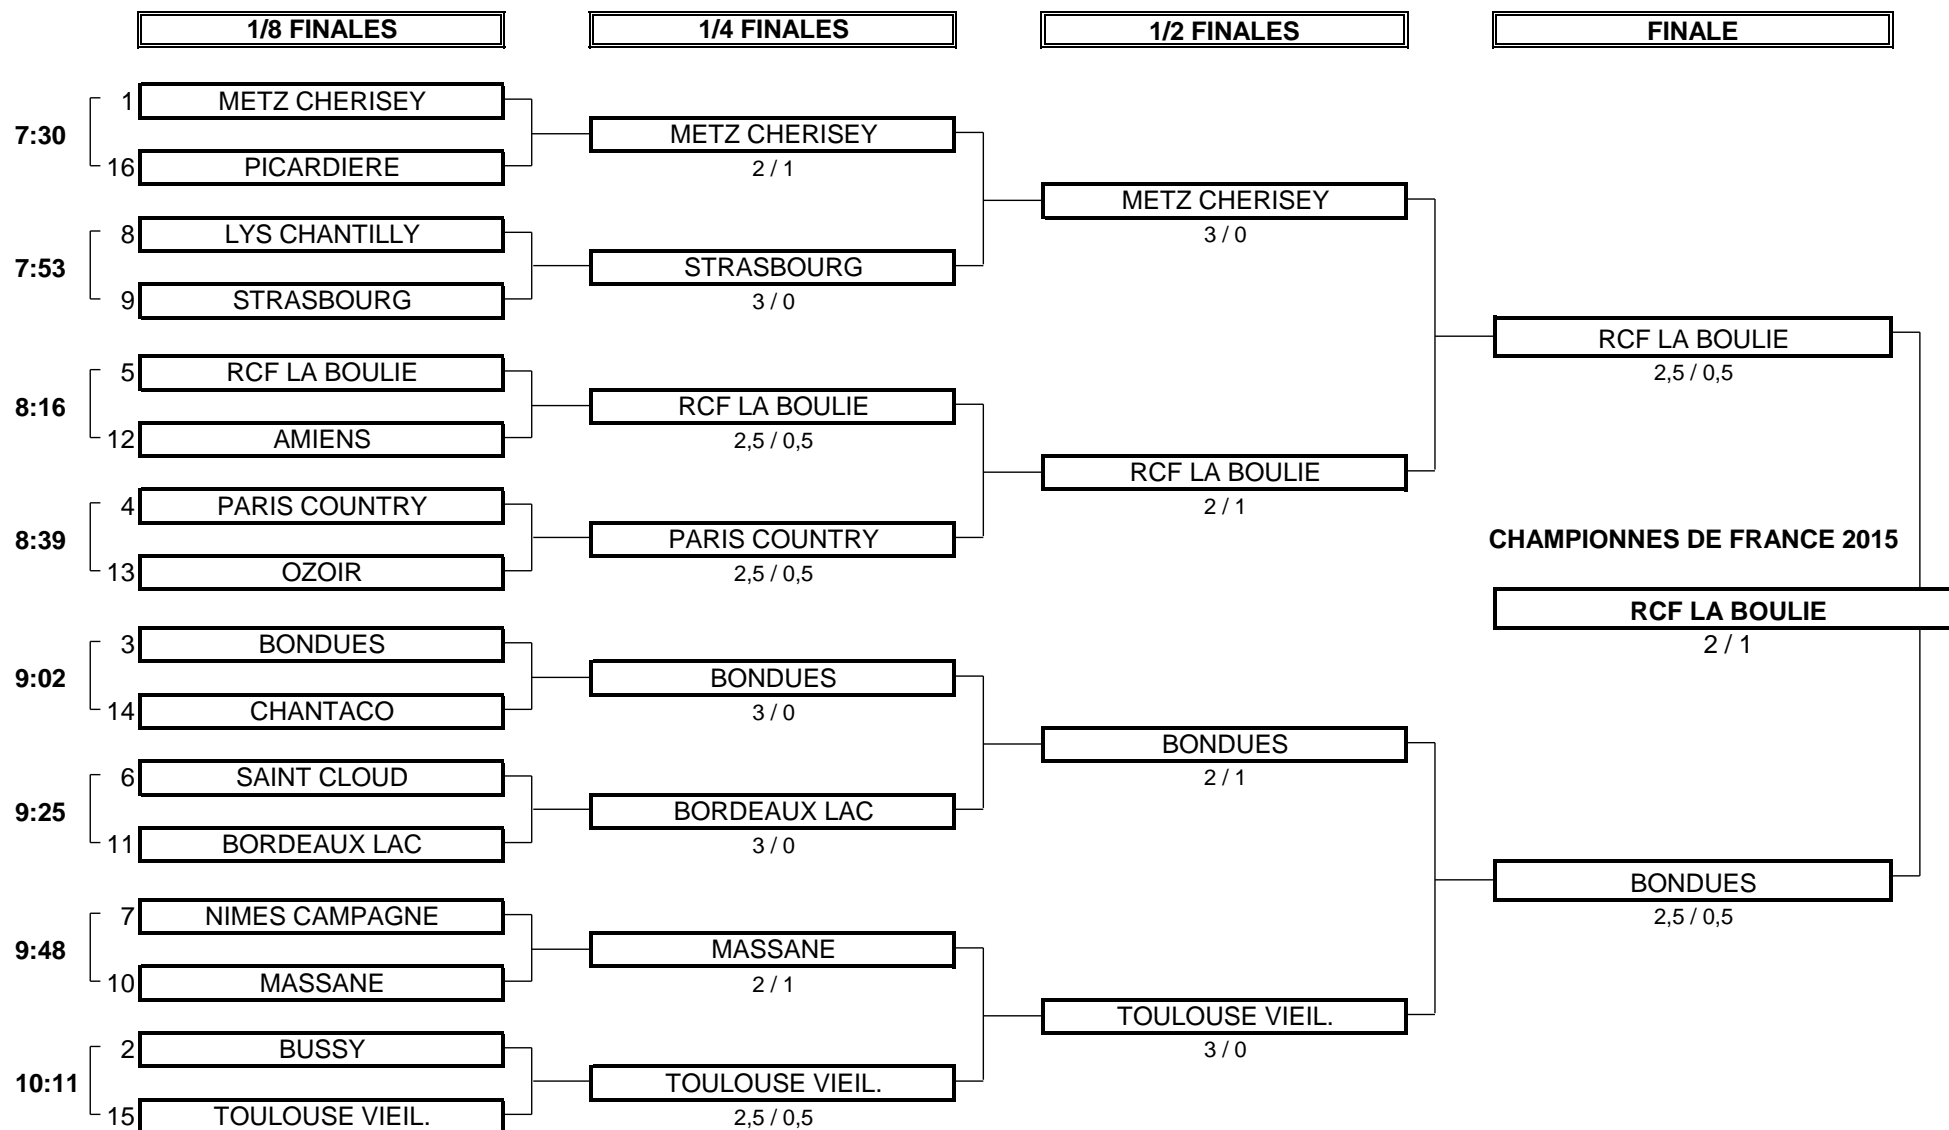 1/8 FINALES
1/4 FINALES
1/2 FINALES
FINALE
7:30
1 METZ CHERISEY
16 PICARDIERE
METZ CHERISEY
2 / 1
7:53
8 LYS CHANTILLY
9 STRASBOURG
STRASBOURG
3 / 0
METZ CHERISEY
3 / 0
8:16
5 RCF LA BOULIE
12 AMIENS
RCF LA BOULIE
2,5 / 0,5
8:39
4 PARIS COUNTRY
13 OZOIR
PARIS COUNTRY
2,5 / 0,5
RCF LA BOULIE
2 / 1
RCF LA BOULIE
2,5 / 0,5
CHAMPIONNES DE FRANCE 2015
RCF LA BOULIE
2 / 1
9:02
3 BONDUES
14 CHANTACO
BONDUES
3 / 0
9:25
6 SAINT CLOUD
11 BORDEAUX LAC
BORDEAUX LAC
3 / 0
BONDUES
2 / 1
9:48
7 NIMES CAMPAGNE
10 MASSANE
MASSANE
2 / 1
10:11
2 BUSSY
15 TOULOUSE VIEIL.
TOULOUSE VIEIL.
2,5 / 0,5
TOULOUSE VIEIL.
3 / 0
BONDUES
2,5 / 0,5